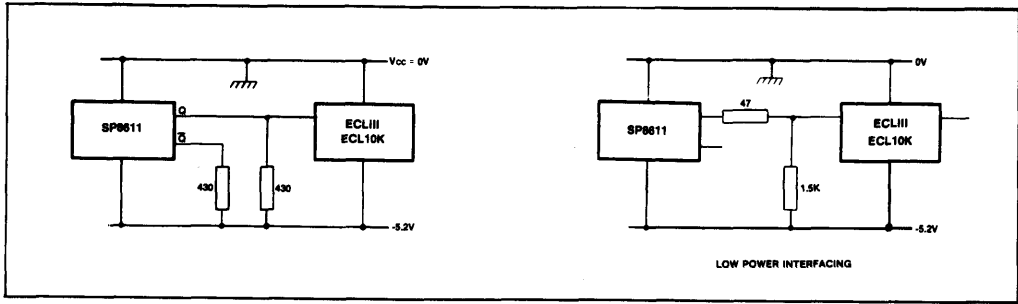 VCC = 0V
SP8611
Q
Q̅
ECLIII
ECL10K
430
430
-5.2V
0V
47
SP8611
ECLIII
ECL10K
1.5K
-5.2V
LOW POWER INTERFACING